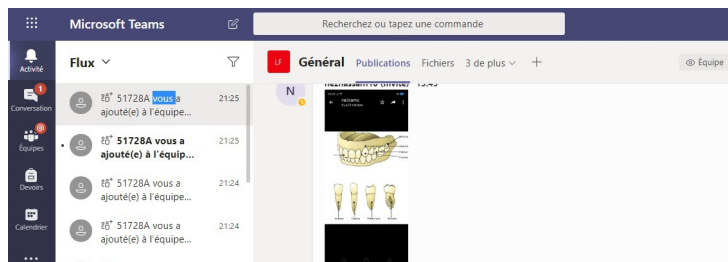 Microsoft Teams
Recherchez ou tapez une commande
Activité
Conversation
1
Équipes
@
Devoirs
Calendrier
Flux
51728A vous a
ajouté(e) à l'équipe...
21:25
51728A vous a
ajouté(e) à l'équip...
21:25
51728A vous a
ajouté(e) à l'équipe...
21:24
51728A vous a
ajouté(e) à l'équipe...
21:24
LF
Général Publications Fichiers 3 de plus
Équipe
N